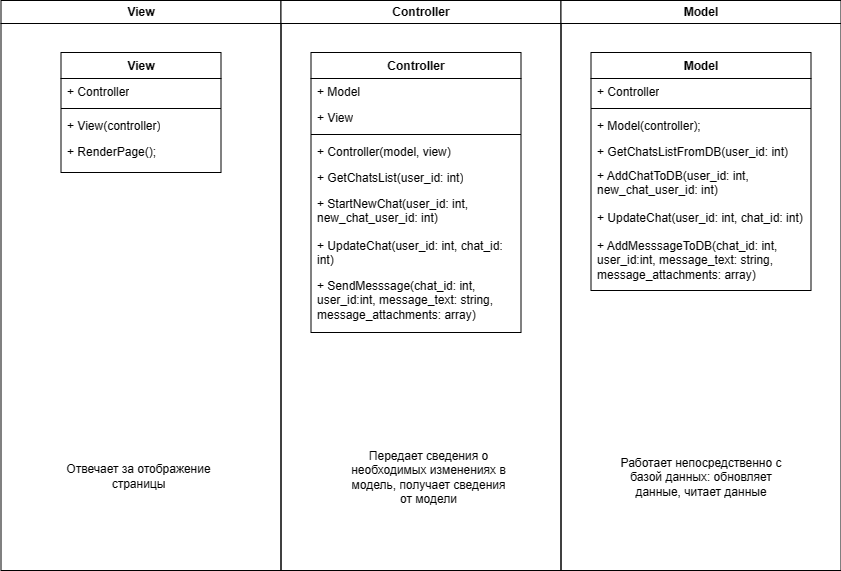 View
Controller
Model
View
+ Controller
+ View(controller)
+ RenderPage();
Controller
+ Model
+ View
+ Controller(model, view)
+ GetChatsList(user_id: int)
+ StartNewChat(user_id: int,
new_chat_user_id: int)
+ UpdateChat(user_id: int, chat_id:
int)
+ SendMesssage(chat_id: int,
user_id:int, message_text: string,
message_attachments: array)
Model
+ Controller
+ Model(controller);
+ GetChatsListFromDB(user_id: int)
+ AddChatToDB(user_id: int,
new_chat_user_id: int)
+ UpdateChat(user_id: int, chat_id: int)
+ AddMesssageToDB(chat_id: int,
user_id:int, message_text: string,
message_attachments: array)
Отвечает за отображение
страницы
Передает сведения о
необходимых изменениях в
модель, получает сведения
от модели
Работает непосредственно с
базой данных: обновляет
данные, читает данные